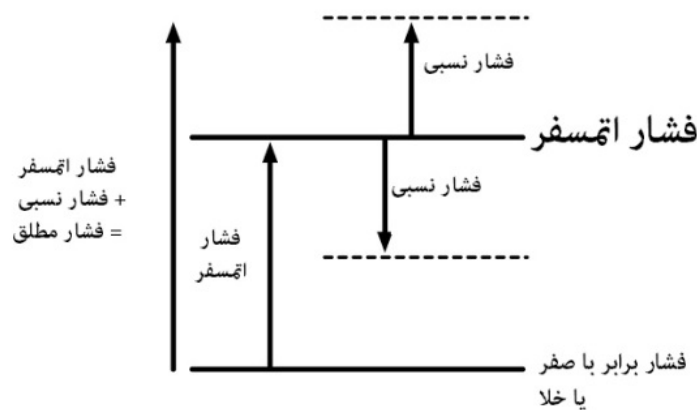 فشار نسبی
فشار اتمسفر
فشار نسبی
فشار اتمسفر
+ فشار نسبی
= فشار مطلق
فشار
اتمسفر
فشار برابر با صفر
یا خلا